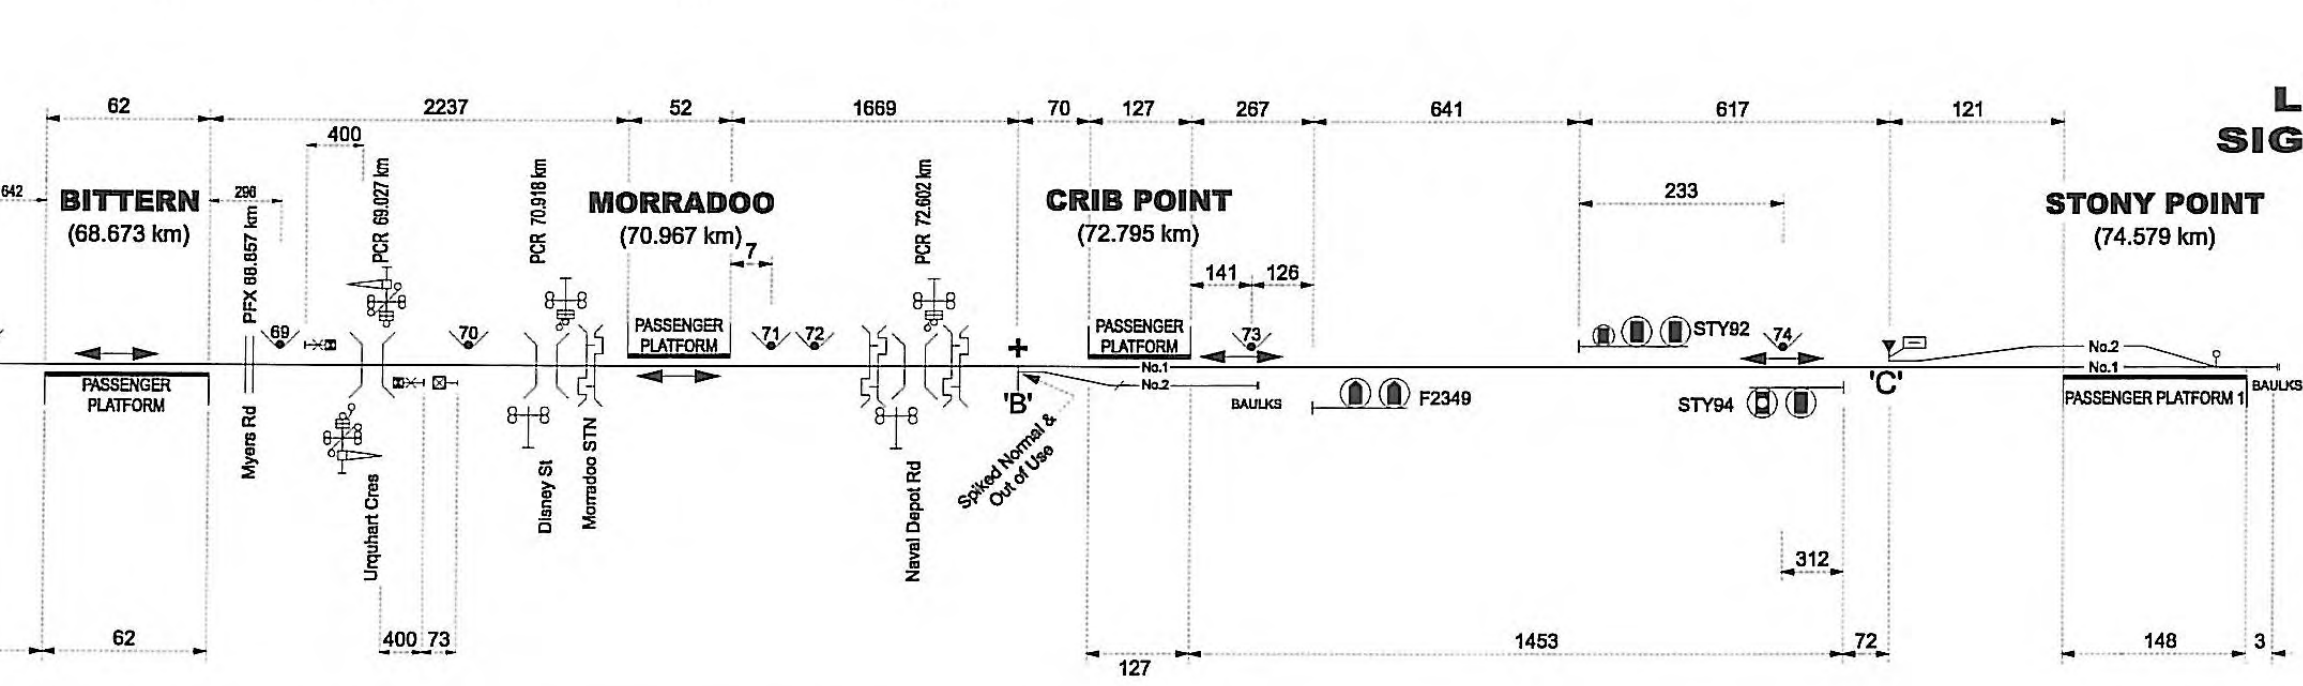 62
2237
52
1669
70
127
267
641
617
121
L
SIG
400
642
296
233
BITTERN
(68.673 km)
PFX 68.857 km
PCR 69.027 km
PCR 70.918 km
MORRADOO
(70.967 km)
7
PCR 72.602 km
CRIB POINT
(72.795 km)
141
126
STONY POINT
(74.579 km)
69
70
PASSENGER
PLATFORM
71
72
PASSENGER
PLATFORM
73
STY92
74
No.2
No.1
No.1
No.2
PASSENGER
PLATFORM
'B'
BAULKS
F2349
STY94
'C'
PASSENGER PLATFORM 1
BAULKS
Myers Rd
Urquhart Cres
Disney St
Morradoo STN
Naval Depot Rd
Spiked Normal &
Out of Use
312
62
400
73
127
1453
72
148
3